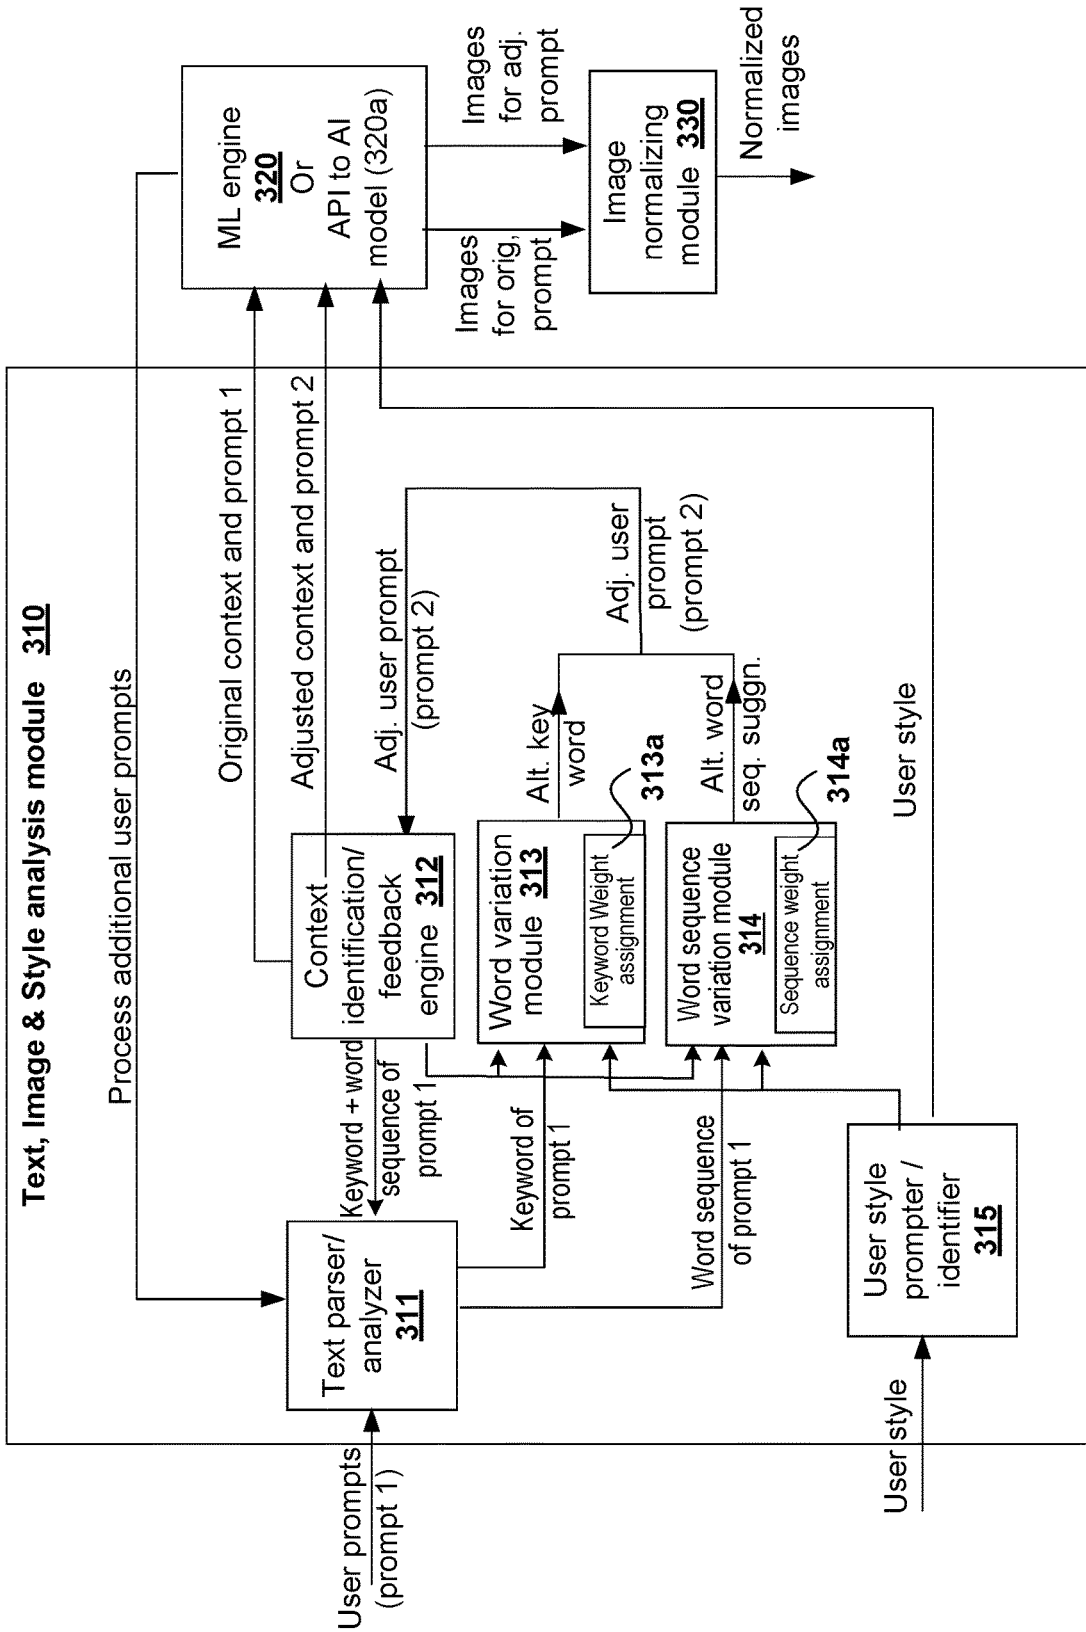 Text, Image & Style analysis module 310
Process additional user prompts
Original context and prompt 1
Adjusted context and prompt 2
User prompts
(prompt 1)
Text parser/
analyzer
311
Keyword + word
sequence of
prompt 1
Context
identification/
feedback
engine 312
Adj. user prompt
(prompt 2)
ML engine
320
Or
API to AI
model (320a)
Keyword of
prompt 1
Word variation
module 313
Keyword Weight
assignment
313a
Alt. key
word
Adj. user
prompt
(prompt 2)
Images
for orig,
prompt
Images
for adj.
prompt
Word sequence
of prompt 1
Word sequence
variation module
314
Sequence weight
assignment
314a
Alt. word
seq. suggn.
Image
normalizing
module 330
Normalized
images
User style
User style
prompter /
identifier
315
User style